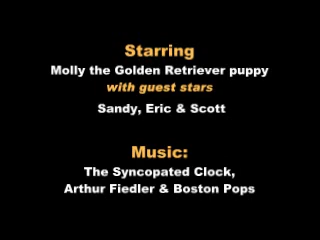 Starring
Molly the Golden Retriever puppy
with guest stars
Sandy, Eric & Scott
Music:
The Syncopated Clock,
Arthur Fiedler & Boston Pops